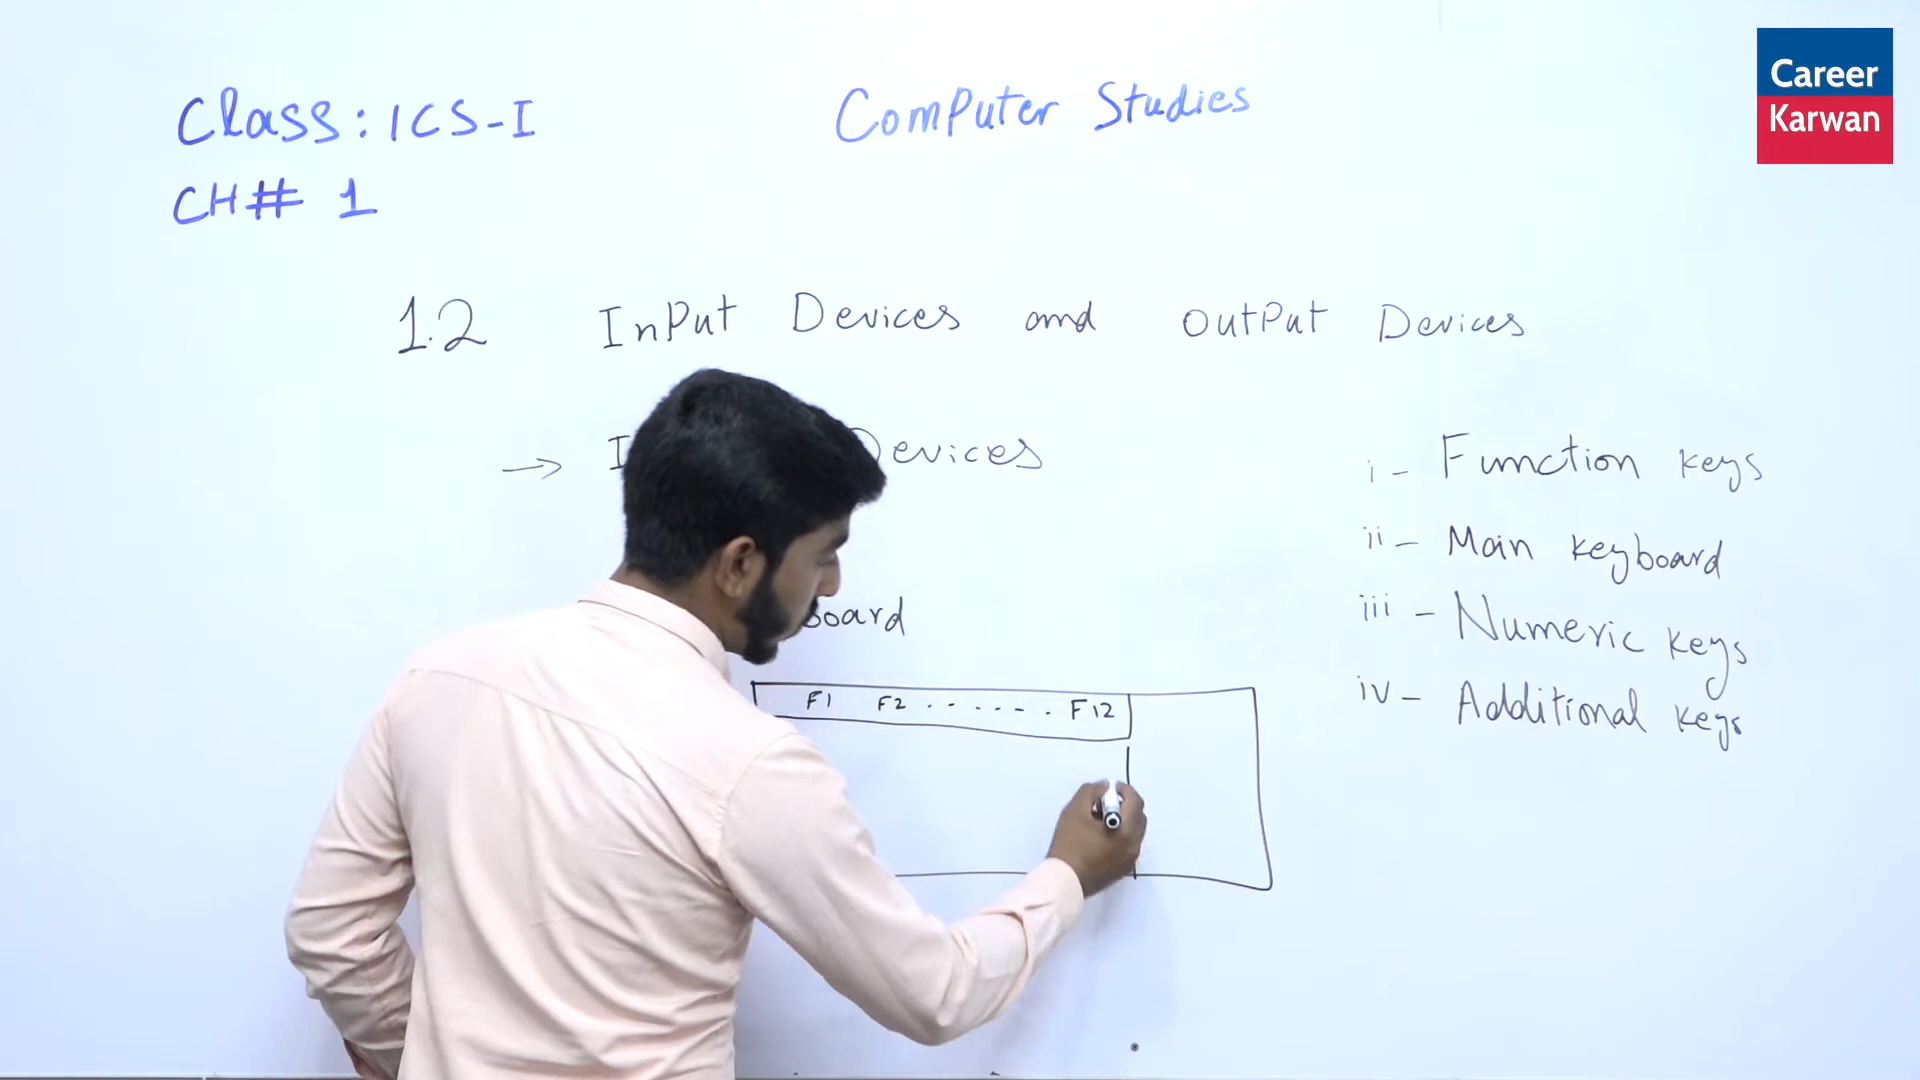 Career
Karwan
Class: ICS-I
Computer Studies
CH# 1
1.2 InPut Devices and OutPut Devices
→ Devices
i - Function keys
ii - Main keyboard
iii - Numeric keys
iv - Additional keys
board
F1 F2 . . . . . . . F12